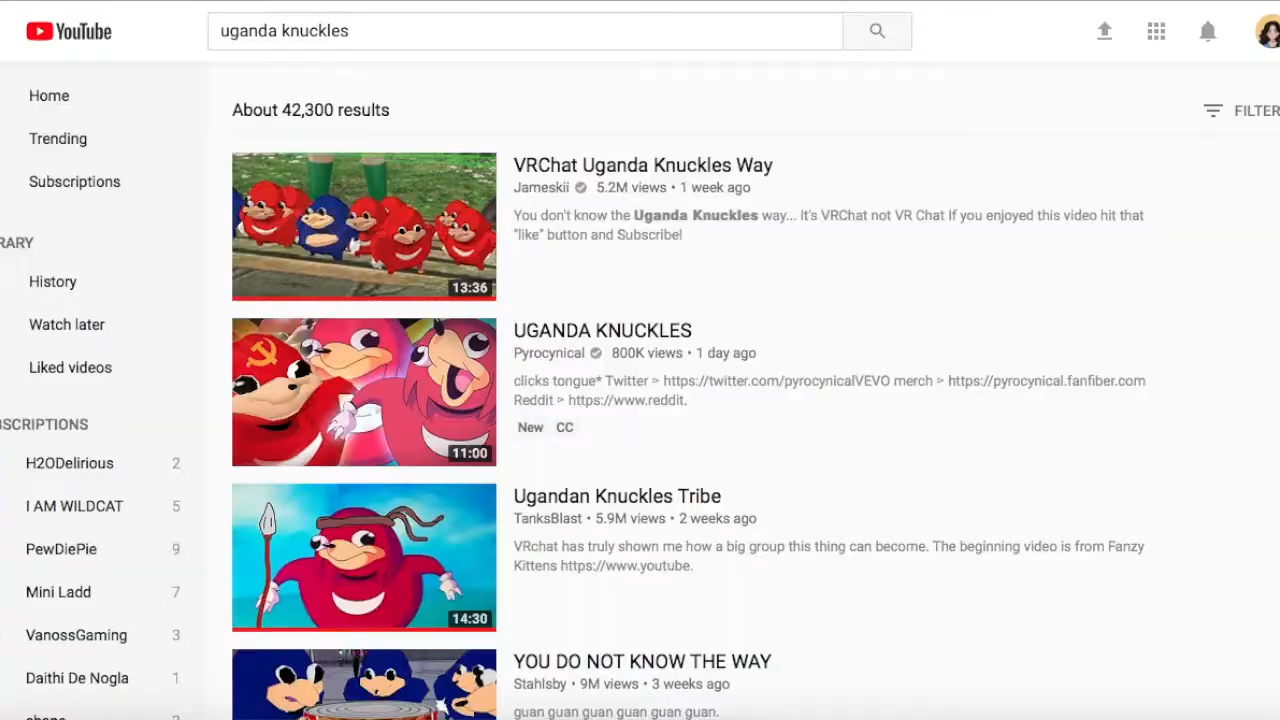 YouTube
uganda knuckles
Home
Trending
Subscriptions
RARY
History
Watch later
Liked videos
BSCRIPTIONS
H2ODelirious 2
I AM WILDCAT 5
PewDiePie 9
Mini Ladd 7
VanossGaming 3
Daithi De Nogla 1
About 42,300 results
FILTER
VRChat Uganda Knuckles Way
Jameskii 5.2M views • 1 week ago
You don't know the Uganda Knuckles way... It's VRChat not VR Chat If you enjoyed this video hit that
"like" button and Subscribe!
13:36
UGANDA KNUCKLES
Pyrocynical 800K views • 1 day ago
clicks tongue* Twitter > https://twitter.com/pyrocynicalVEVO merch > https://pyrocynical.fanfiber.com
Reddit > https://www.reddit.
New CC
11:00
Ugandan Knuckles Tribe
TanksBlast • 5.9M views • 2 weeks ago
VRchat has truly shown me how a big group this thing can become. The beginning video is from Fanzy
Kittens https://www.youtube.
14:30
YOU DO NOT KNOW THE WAY
Stahlsby • 9M views • 3 weeks ago
guan guan guan guan guan guan.